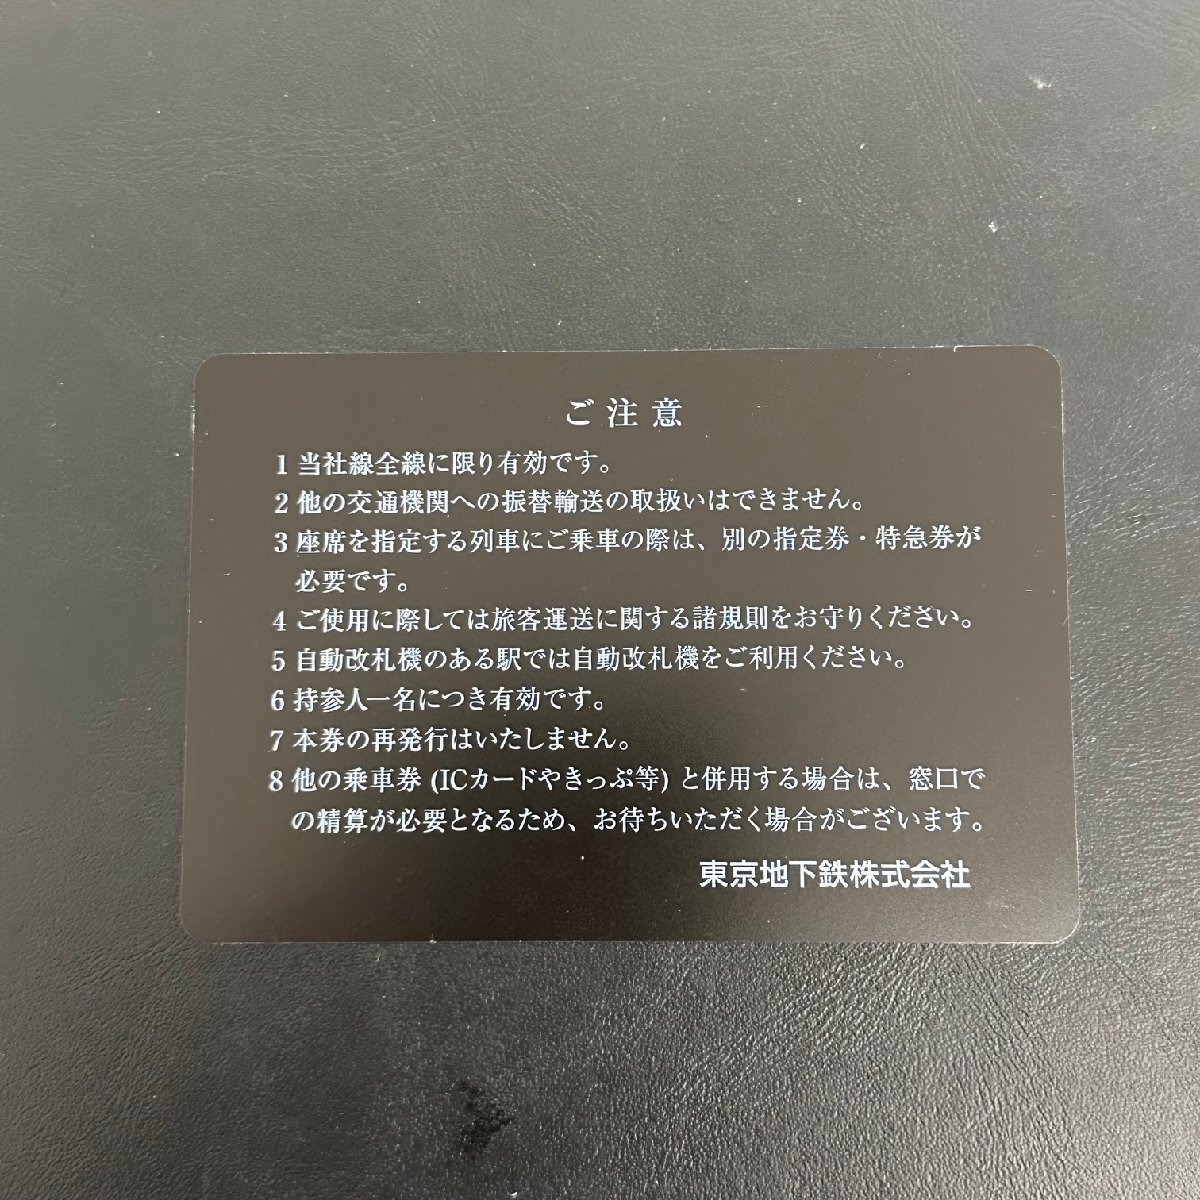 ご注意
1 当社線全線に限り有効です。
2 他の交通機関への振替輸送の取扱いはできません。
3 座席を指定する列車にご乗車の際は、別の指定券・特急券が
必要です。
4 ご使用に際しては旅客運送に関する諸規則をお守りください。
5 自動改札機のある駅では自動改札機をご利用ください。
6 持参人一名につき有効です。
7 本券の再発行はいたしません。
8 他の乗車券 (ICカードやきっぷ等) と併用する場合は、窓口で
の精算が必要となるため、お待ちいただく場合がございます。
東京地下鉄株式会社